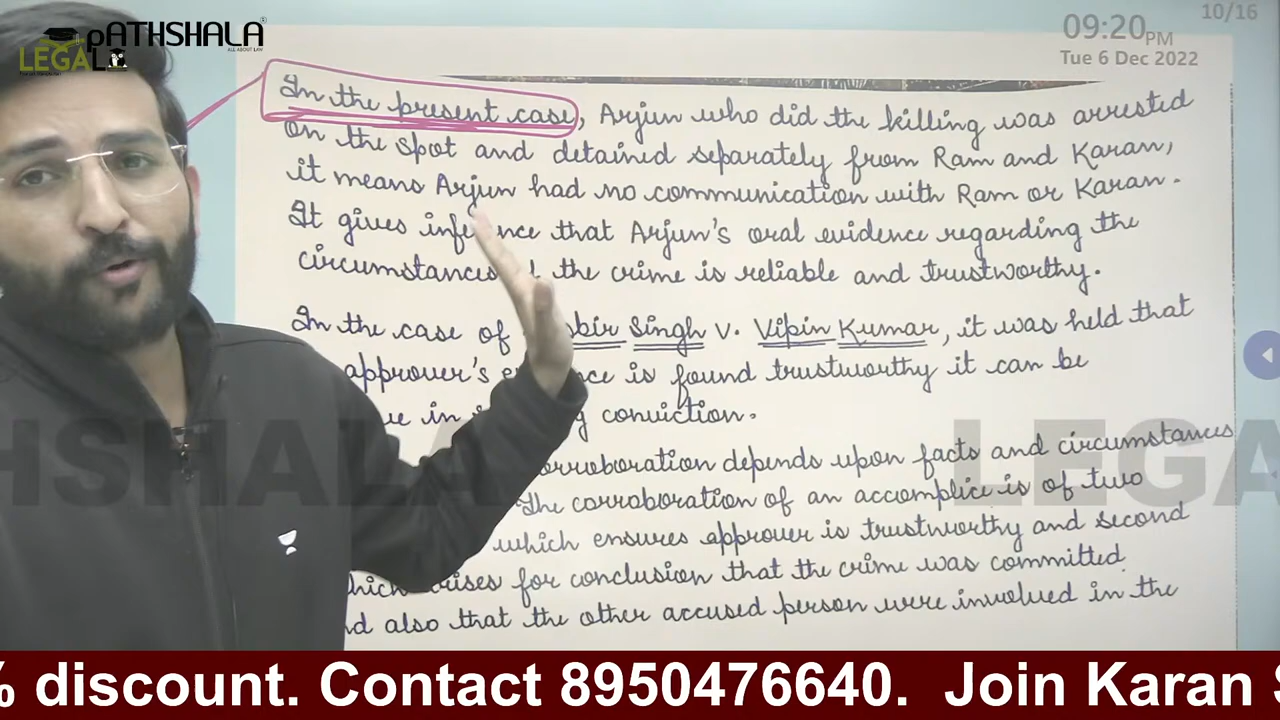 pATHSHALA
ALL ABOUT LAW
LEGAL
09:20PM
Tue 6 Dec 2022
10/16
In the present case, Arjun who did the killing was arrested
on the spot and detained separately from Ram and Karan,
it means Arjun had no communication with Ram or Karan.
It gives that Arjun's oral evidence regarding the
circumstances the crime is reliable and trustworthy.
In the case of Singh v. Vipin Kumar, it was held that
approver's is found trustworthy it can be
in conviction.
corroboration depends upon facts and circumstances
The corroboration of an accomplice is of two
which ensures approver is trustworthy and second
for conclusion that the crime was committed.
also that the other accused person were involved in the
HSHALA LEGA
% discount. Contact 8950476640. Join Karan